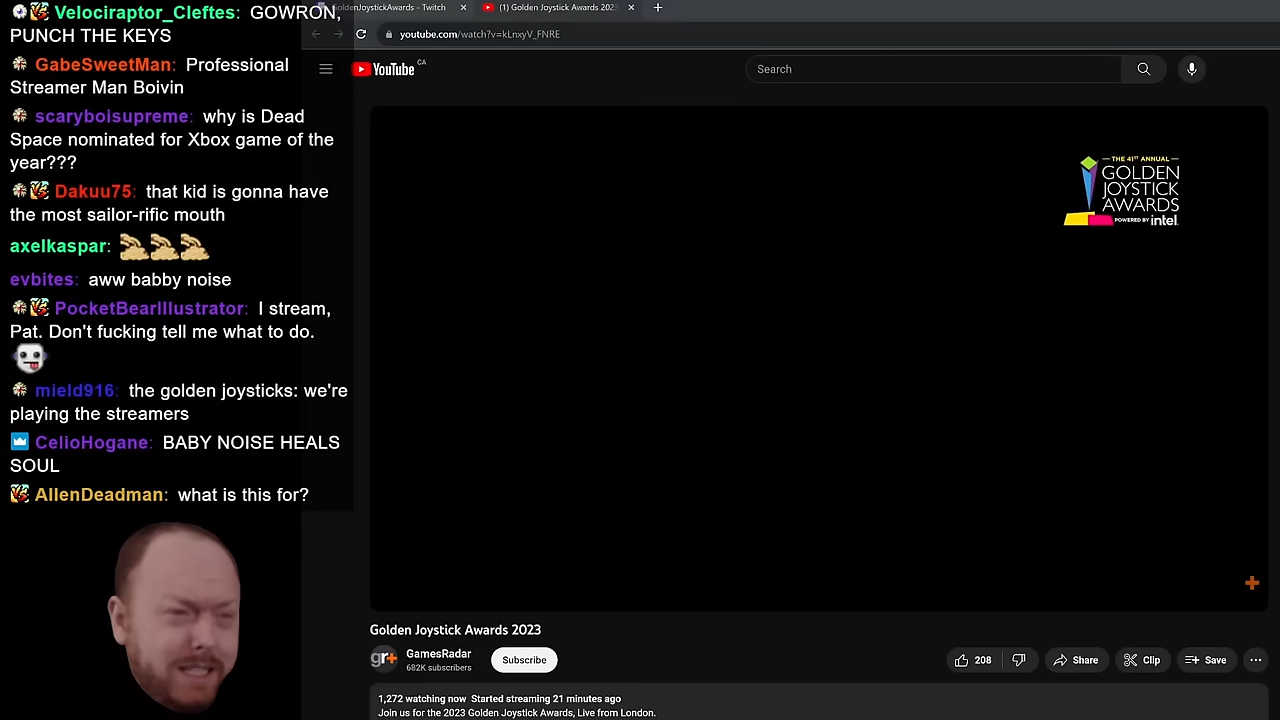 Velociraptor_Cleftes: GOWRON,
PUNCH THE KEYS
GabeSweetMan: Professional
Streamer Man Boivin
scaryboisupreme: why is Dead
Space nominated for Xbox game of the
year???
Dakuu75: that kid is gonna have
the most sailor-rific mouth
axelkaspar:
evbites: aww babby noise
PocketBearIllustrator: I stream,
Pat. Don't fucking tell me what to do.
mield916: the golden joysticks: we're
playing the streamers
CelioHogane: BABY NOISE HEALS
SOUL
AllenDeadman: what is this for?
GoldenJoystickAwards - Twitch
(1) Golden Joystick Awards 2023
youtube.com/watch?v=kLnxyV_FNRE
YouTube CA
Search
THE 41ST ANNUAL
GOLDEN
JOYSTICK
AWARDS
POWERED BY intel.
Golden Joystick Awards 2023
gr+
GamesRadar
682K subscribers
Subscribe
208
Share
Clip
Save
1,272 watching now Started streaming 21 minutes ago
Join us for the 2023 Golden Joystick Awards, Live from London.